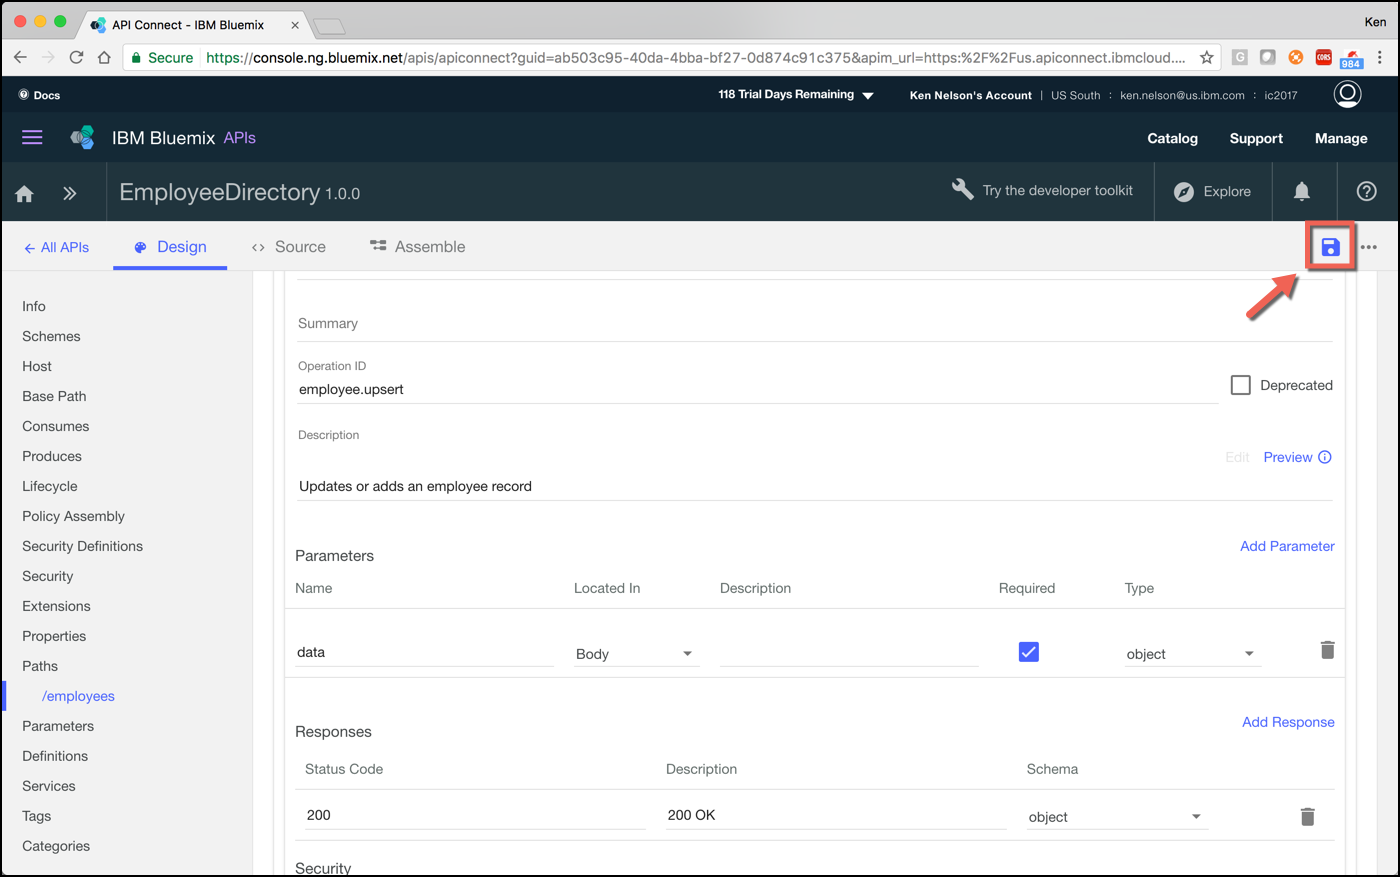 API Connect - IBM Bluemix
Ken
Secure
https://console.ng.bluemix.net/apis/apiconnect?guid=ab503c95-40da-4bba-bf27-0d874c91c375&apim_url=https:%2F%2Fus.apiconnect.ibmcloud....
G
CORS
984
Docs
118 Trial Days Remaining
Ken Nelson's Account | US South : ken.nelson@us.ibm.com : ic2017
IBM Bluemix APIs
Catalog
Support
Manage
EmployeeDirectory 1.0.0
Try the developer toolkit
Explore
← All APIs
Design
Source
Assemble
Info
Schemes
Host
Base Path
Consumes
Produces
Lifecycle
Policy Assembly
Security Definitions
Security
Extensions
Properties
Paths
/employees
Parameters
Definitions
Services
Tags
Categories
Summary
Operation ID
employee.upsert
Deprecated
Description
Edit Preview
Updates or adds an employee record
Parameters
Add Parameter
Name Located In Description Required Type
data Body object
Responses
Add Response
Status Code Description Schema
200 200 OK object
Security